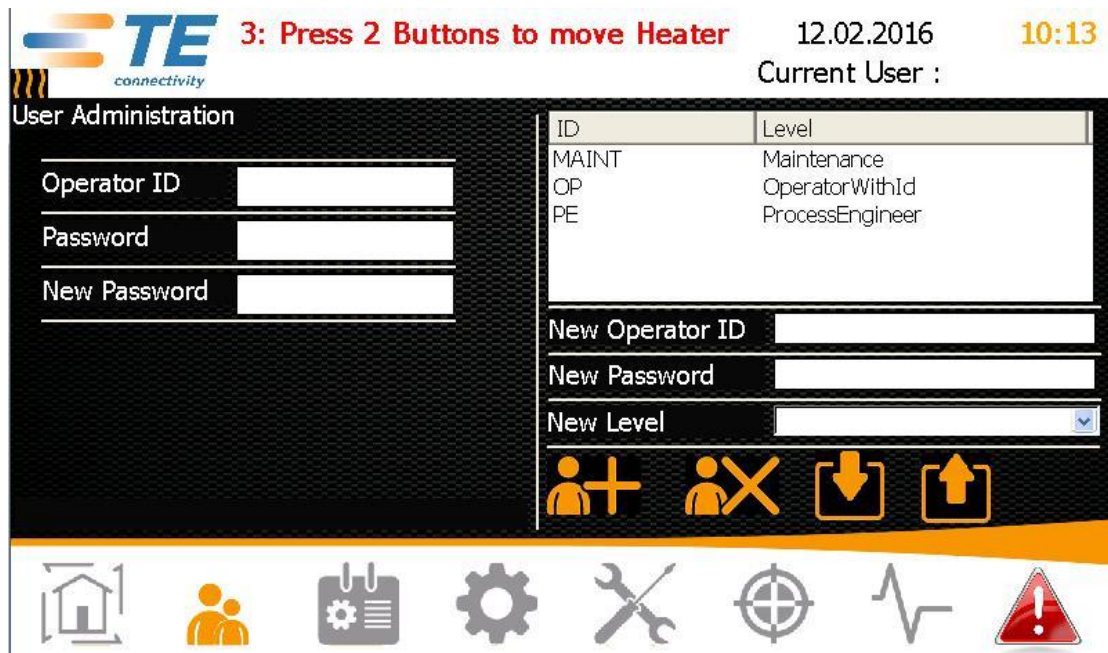 TE
connectivity
3: Press 2 Buttons to move Heater
12.02.2016
10:13
Current User :
User Administration
Operator ID
Password
New Password
ID Level
MAINT Maintenance
OP OperatorWithId
PE ProcessEngineer
New Operator ID
New Password
New Level